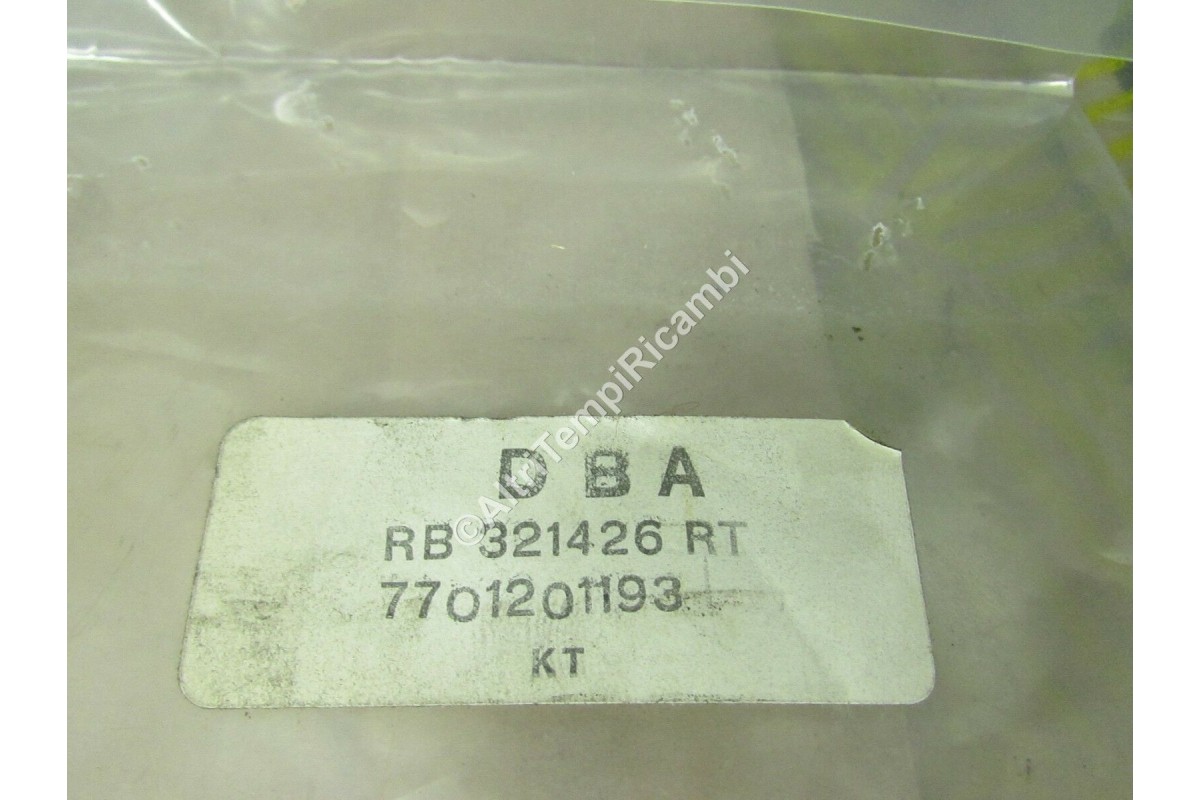 ©AltriTempiRicambi
D B A
RB 321426 RT
7701201193
KT